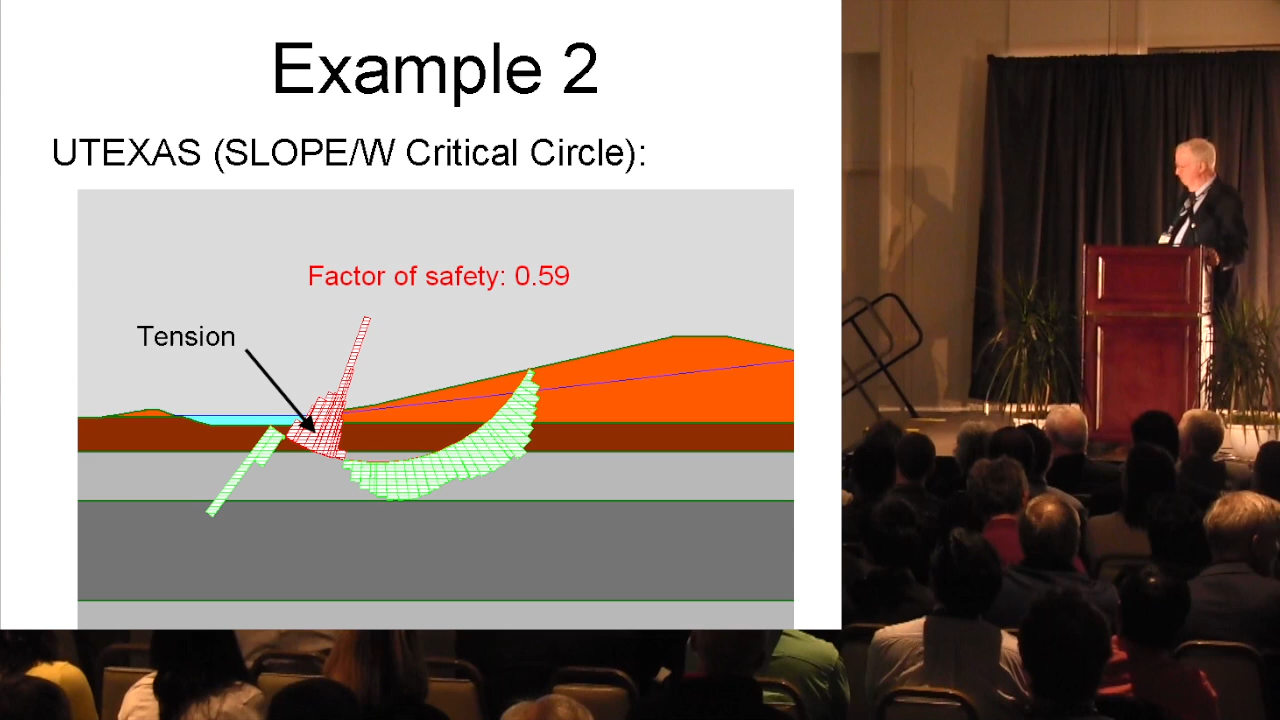 Example 2
UTEXAS (SLOPE/W Critical Circle):
Factor of safety: 0.59
Tension